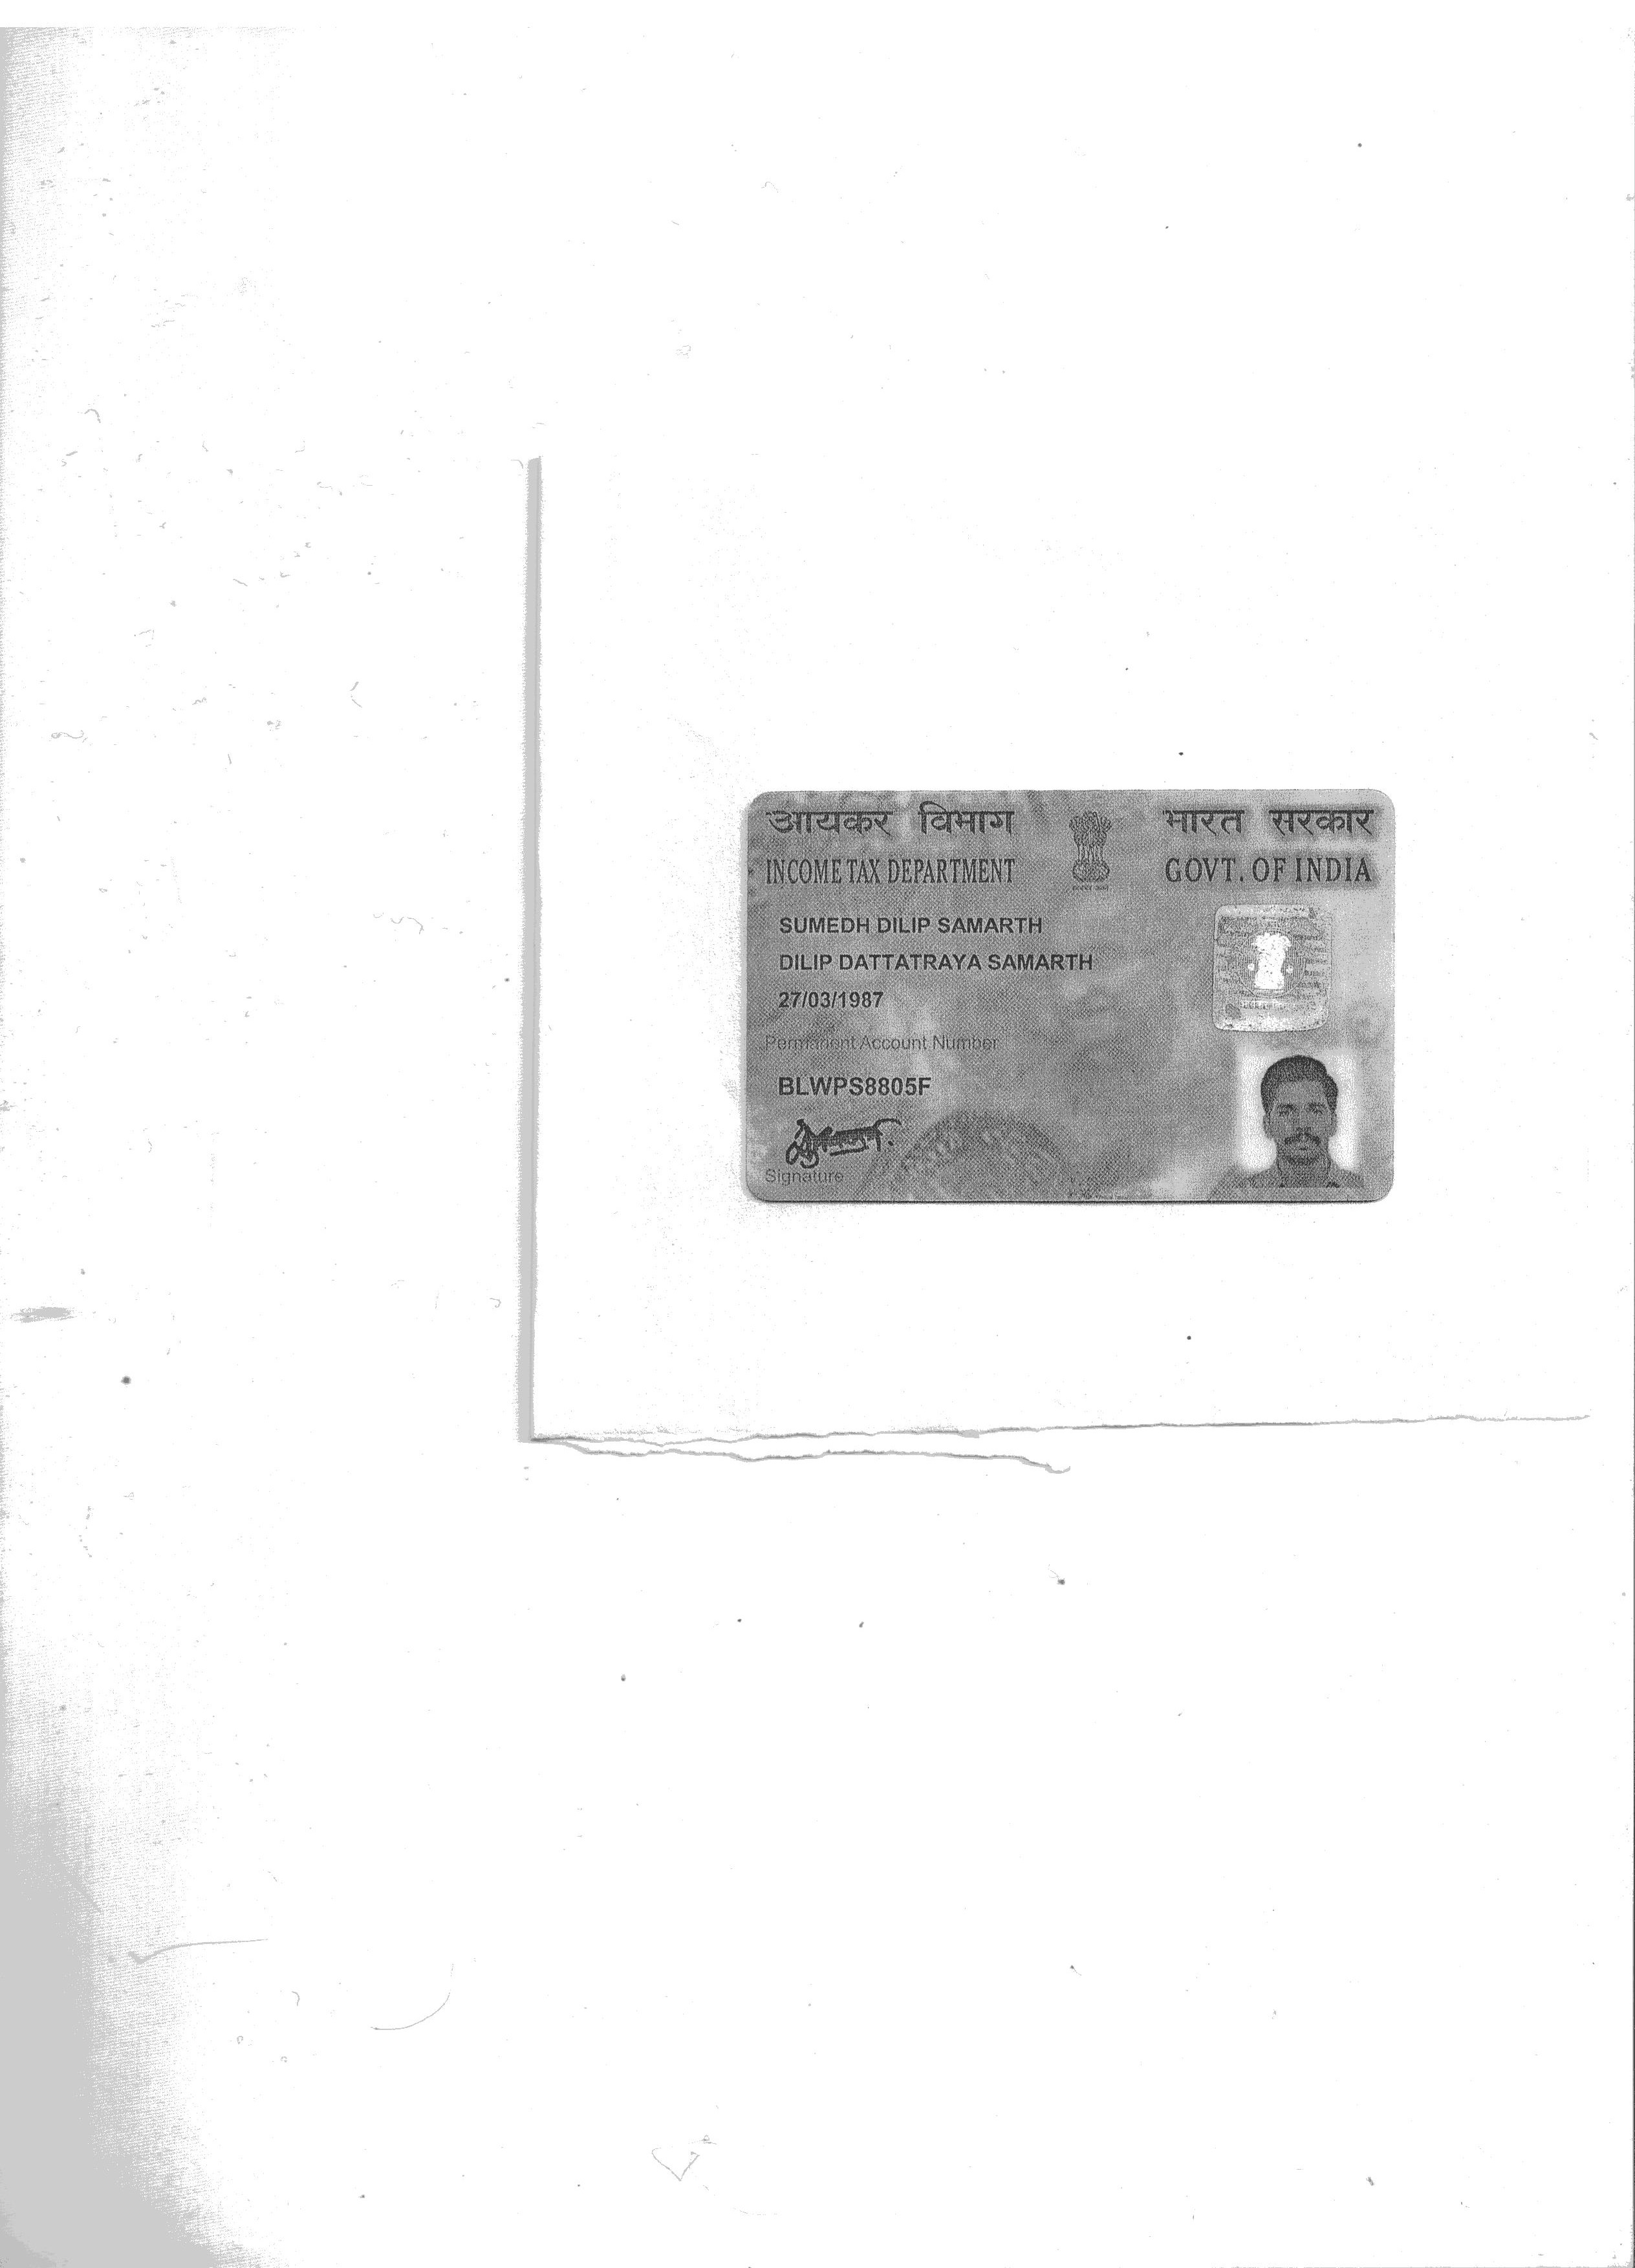 आयकर विभाग
INCOME TAX DEPARTMENT
भारत सरकार
GOVT. OF INDIA
SUMEDH DILIP SAMARTH
DILIP DATTATRAYA SAMARTH
27/03/1987
Permanent Account Number
BLWPS8805F
Signature